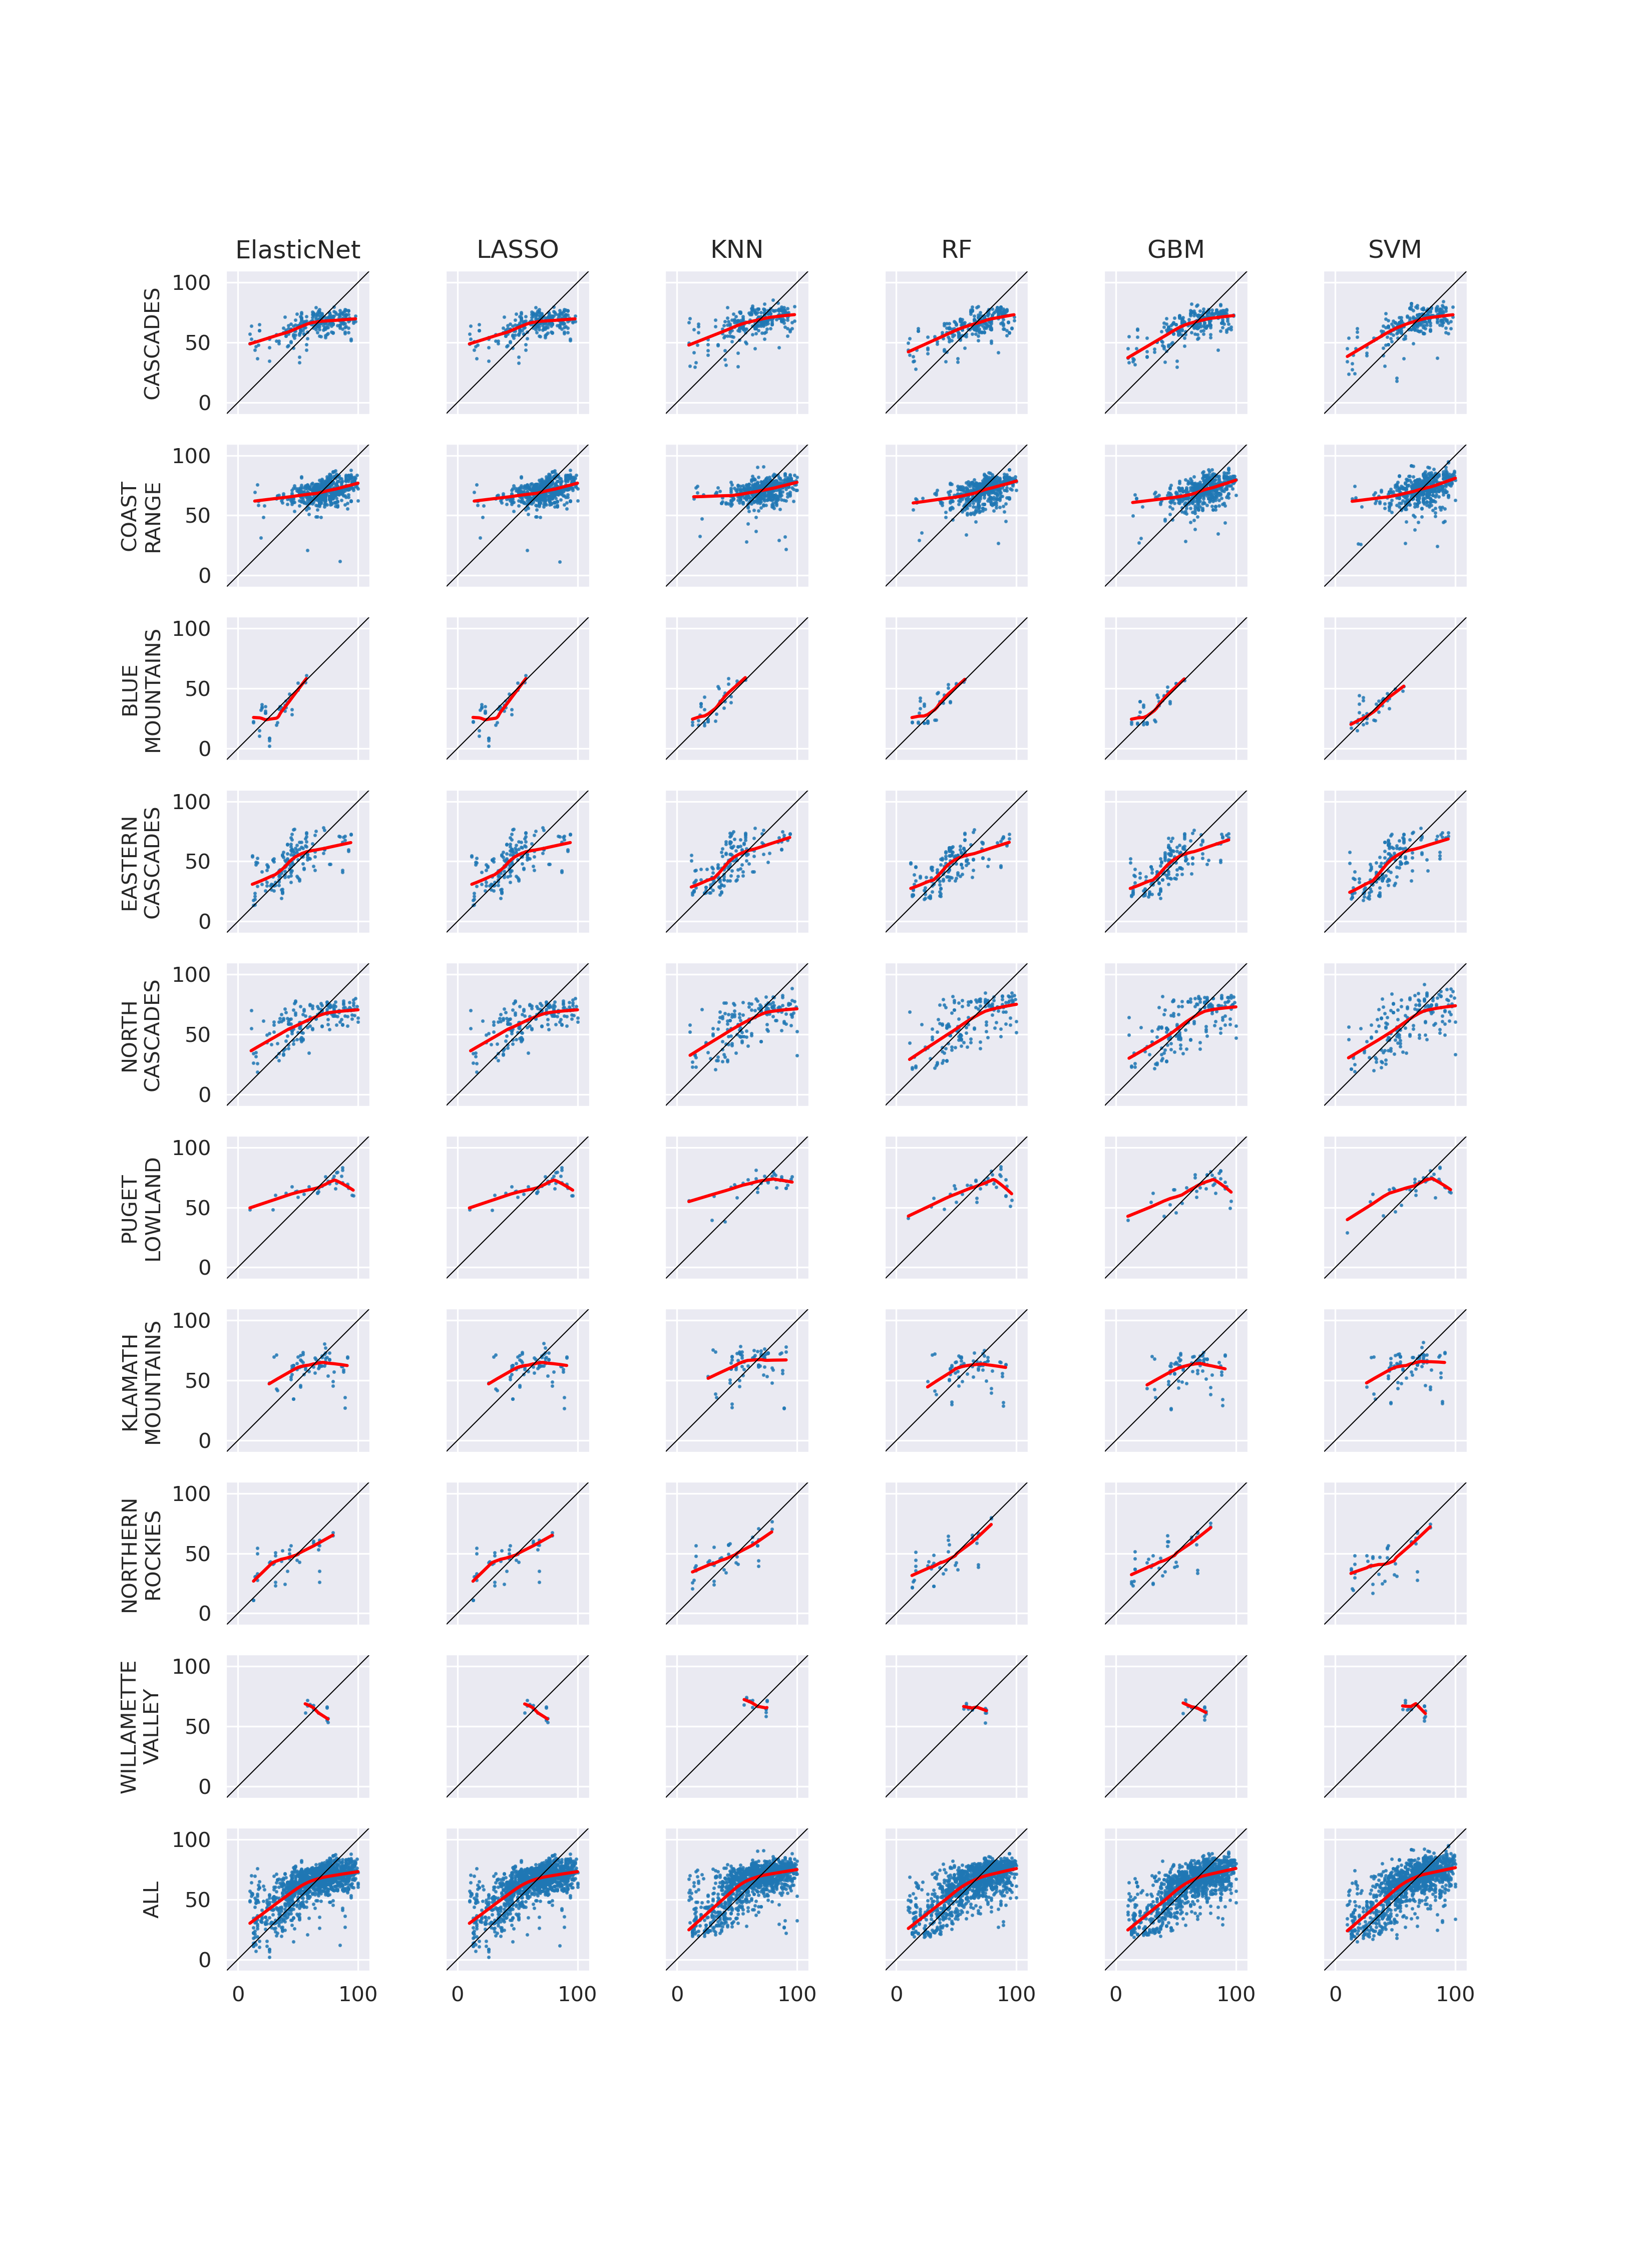 ElasticNet LASSO KNN RF GBM SVM
CASCADES
100
50
0
COAST
RANGE
100
50
0
BLUE
MOUNTAINS
100
50
0
EASTERN
CASCADES
100
50
0
NORTH
CASCADES
100
50
0
PUGET
LOWLAND
100
50
0
KLAMATH
MOUNTAINS
100
50
0
NORTHERN
ROCKIES
100
50
0
WILLAMETTE
VALLEY
100
50
0
ALL
100
50
0
0 100 0 100 0 100 0 100 0 100 0 100